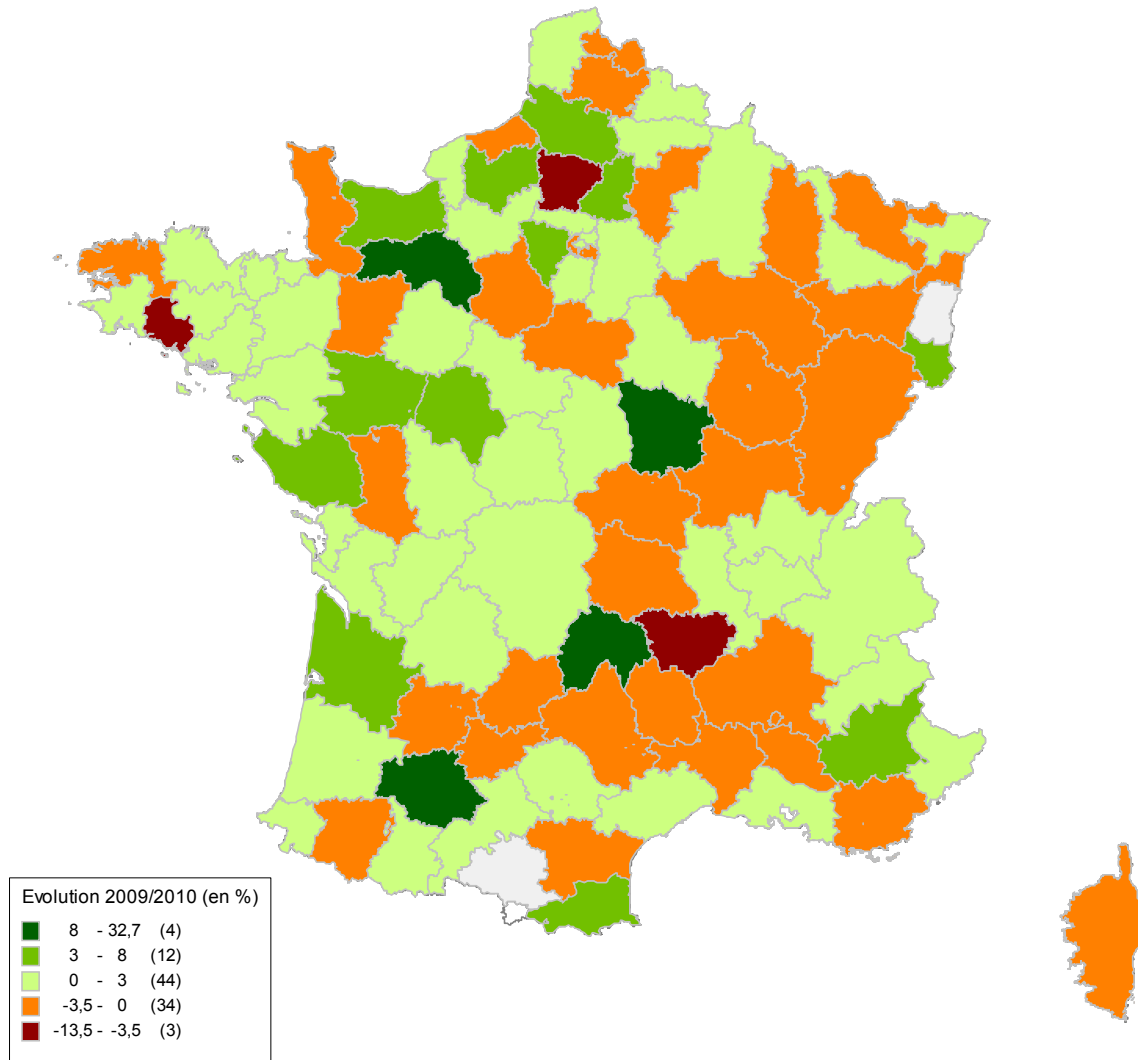 Evolution 2009/2010 (en %)
8 - 32,7 (4)
3 - 8 (12)
0 - 3 (44)
-3,5 - 0 (34)
-13,5 - -3,5 (3)